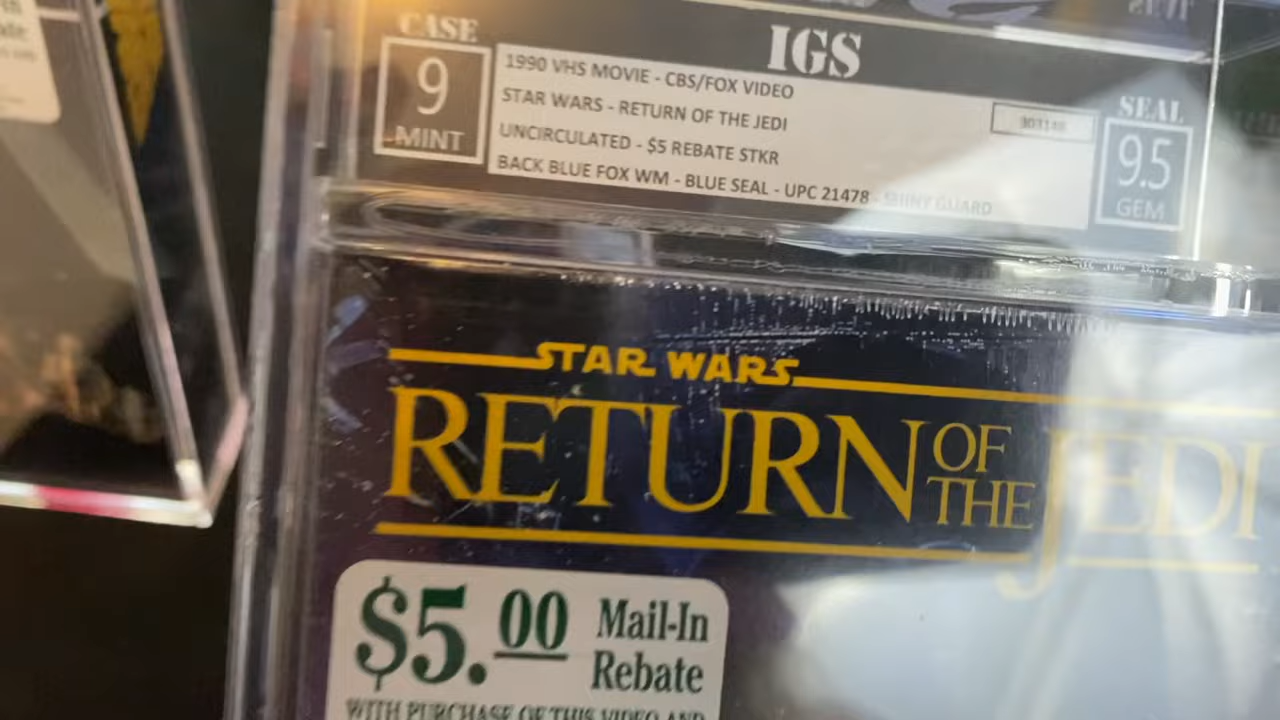 CASE
IGS
9
MINT
1990 VHS MOVIE - CBS/FOX VIDEO
STAR WARS - RETURN OF THE JEDI
UNCIRCULATED - $5 REBATE STKR
BACK BLUE FOX WM - BLUE SEAL - UPC 21478 - SHINY GUARD
SEAL
9.5
GEM
STAR WARS
RETURN OF THE JEDI
$5.00 Mail-In
Rebate
WITH PURCHASE OF THIS VIDEO AND